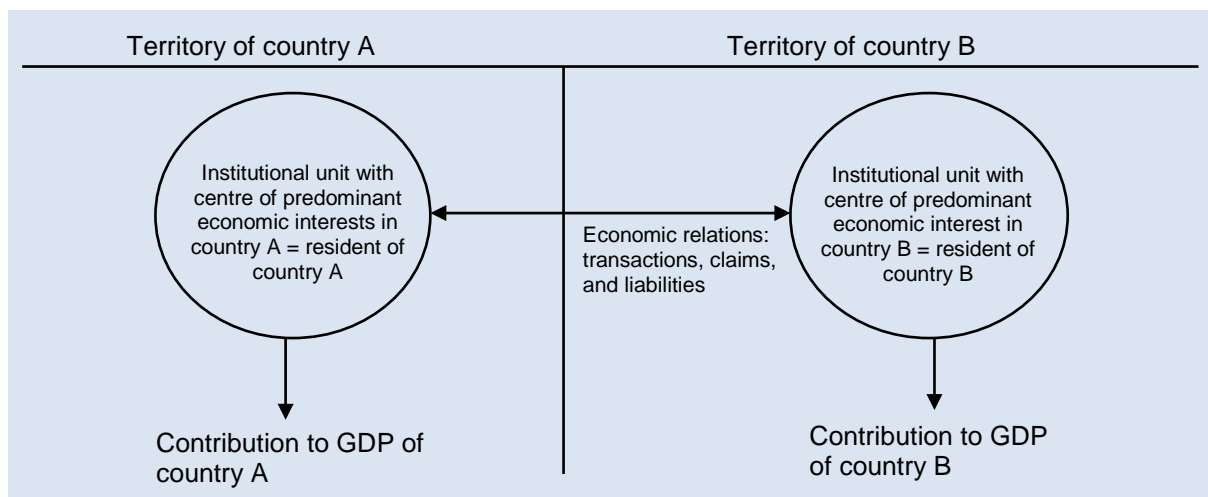 Territory of country A
Territory of country B
Institutional unit with
centre of predominant
economic interests in
country A = resident of
country A
Economic relations:
transactions, claims,
and liabilities
Institutional unit with
centre of predominant
economic interest in
country B = resident of
country B
Contribution to GDP of
country A
Contribution to GDP
of country B